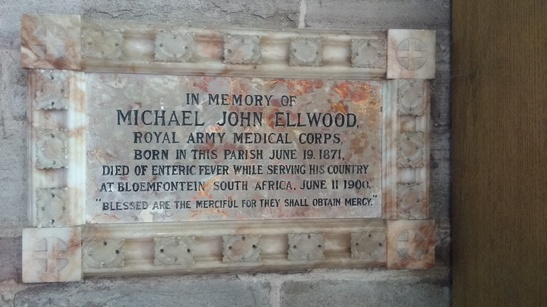 IN MEMORY OF
MICHAEL JOHN ELLWOOD,
ROYAL ARMY MEDICAL CORPS,
BORN IN THIS PARISH JUNE 19. 1871,
DIED OF ENTERIC FEVER WHILE SERVING HIS COUNTRY
AT BLOEMFONTEIN SOUTH AFRICA, JUNE 11 1900.
"BLESSED ARE THE MERCIFUL FOR THEY SHALL OBTAIN MERCY."